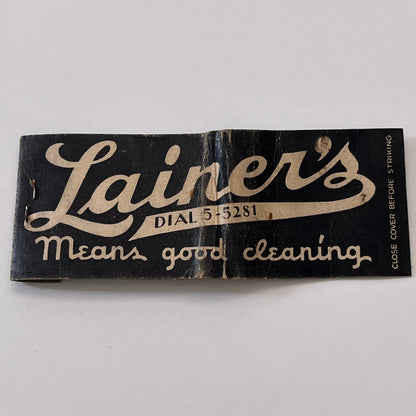 Lainer's
DIAL 5-5281
Means good cleaning
CLOSE COVER BEFORE STRIKING